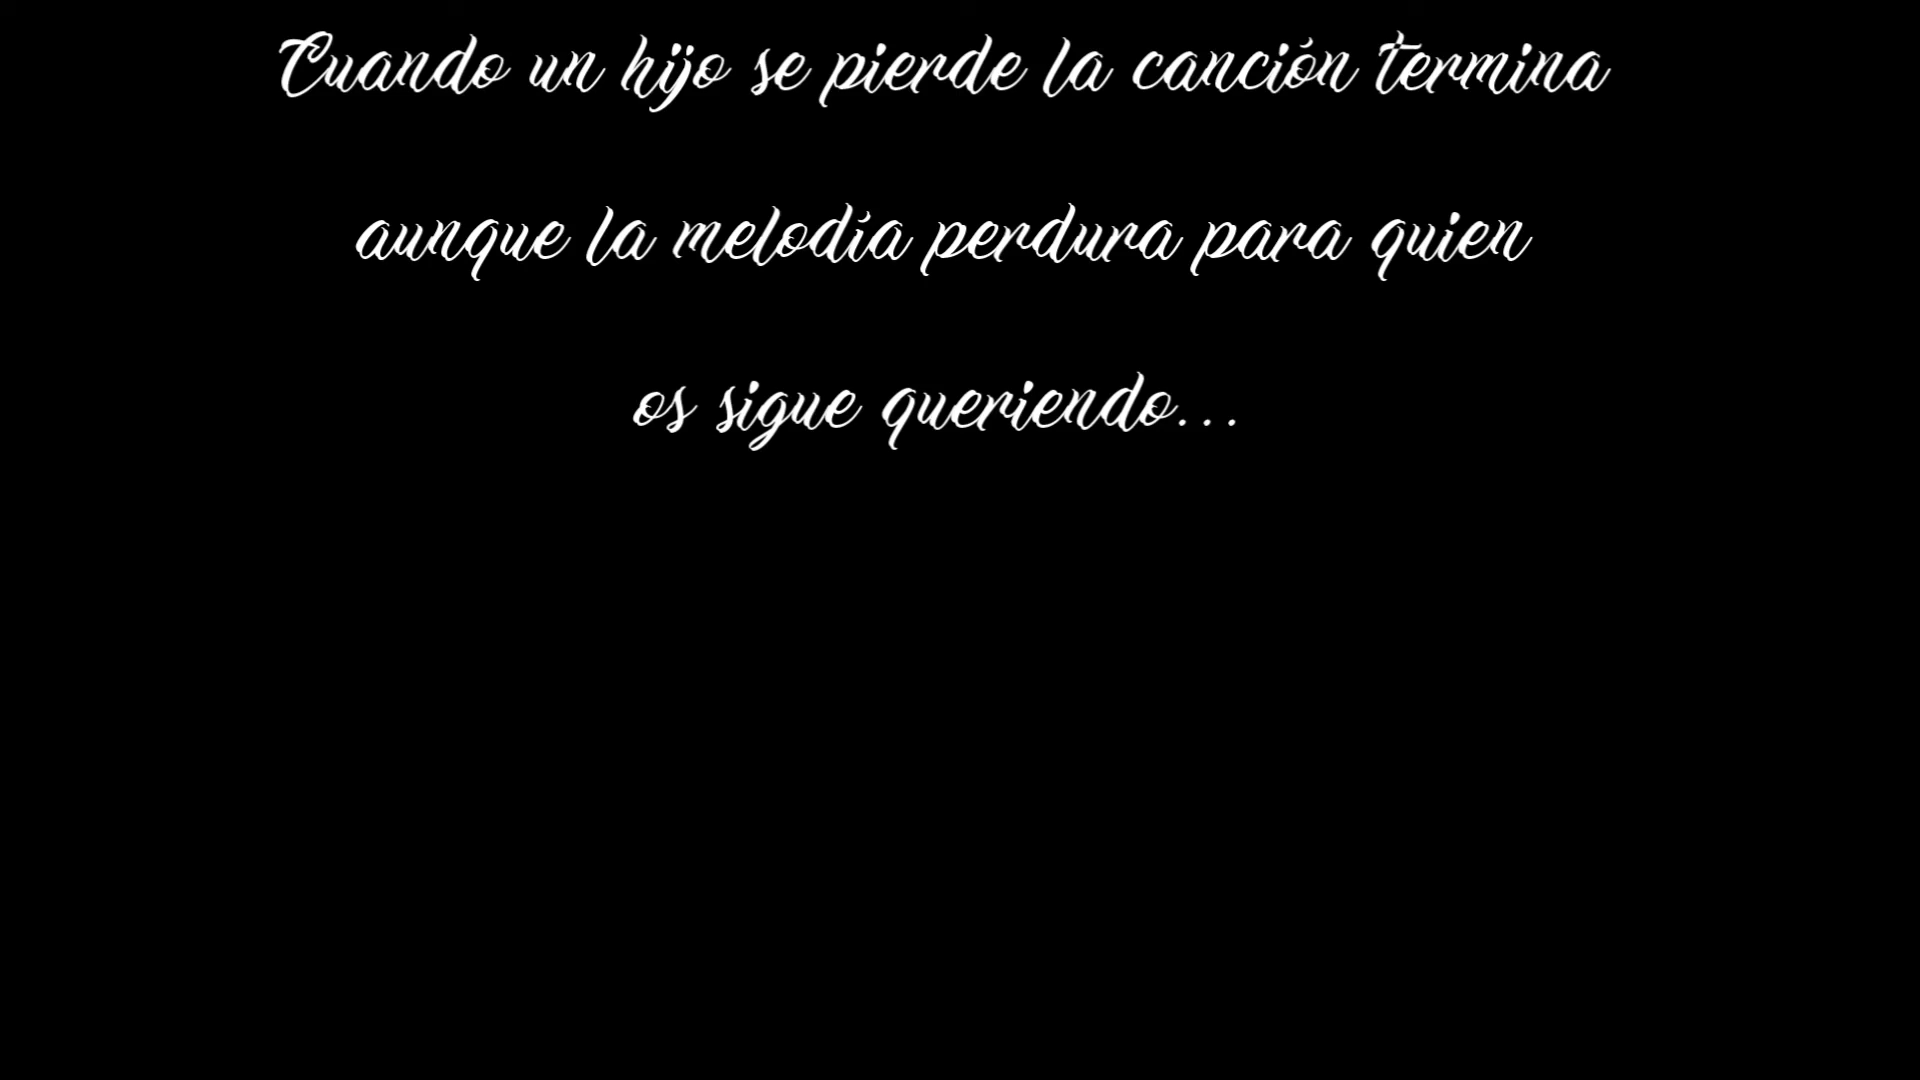 Cuando un hijo se pierde la canción termina
aunque la melodía perdura para quien
os sigue queriendo...